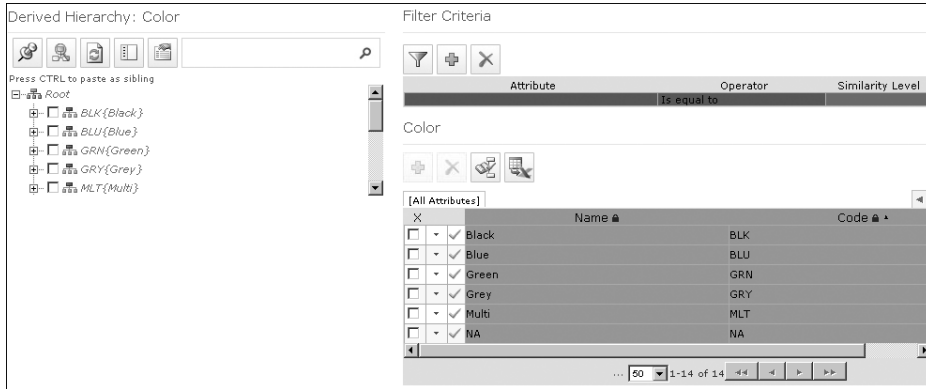 Derived Hierarchy: Color
Press CTRL to paste as sibling
Root
BLK{Black}
BLU{Blue}
GRN{Green}
GRY{Grey}
MLT{Multi}
Filter Criteria
Attribute Operator Similarity Level
Is equal to
Color
[All Attributes]
X Name Code
Black BLK
Blue BLU
Green GRN
Grey GRY
Multi MLT
NA NA
... 50 1-14 of 14